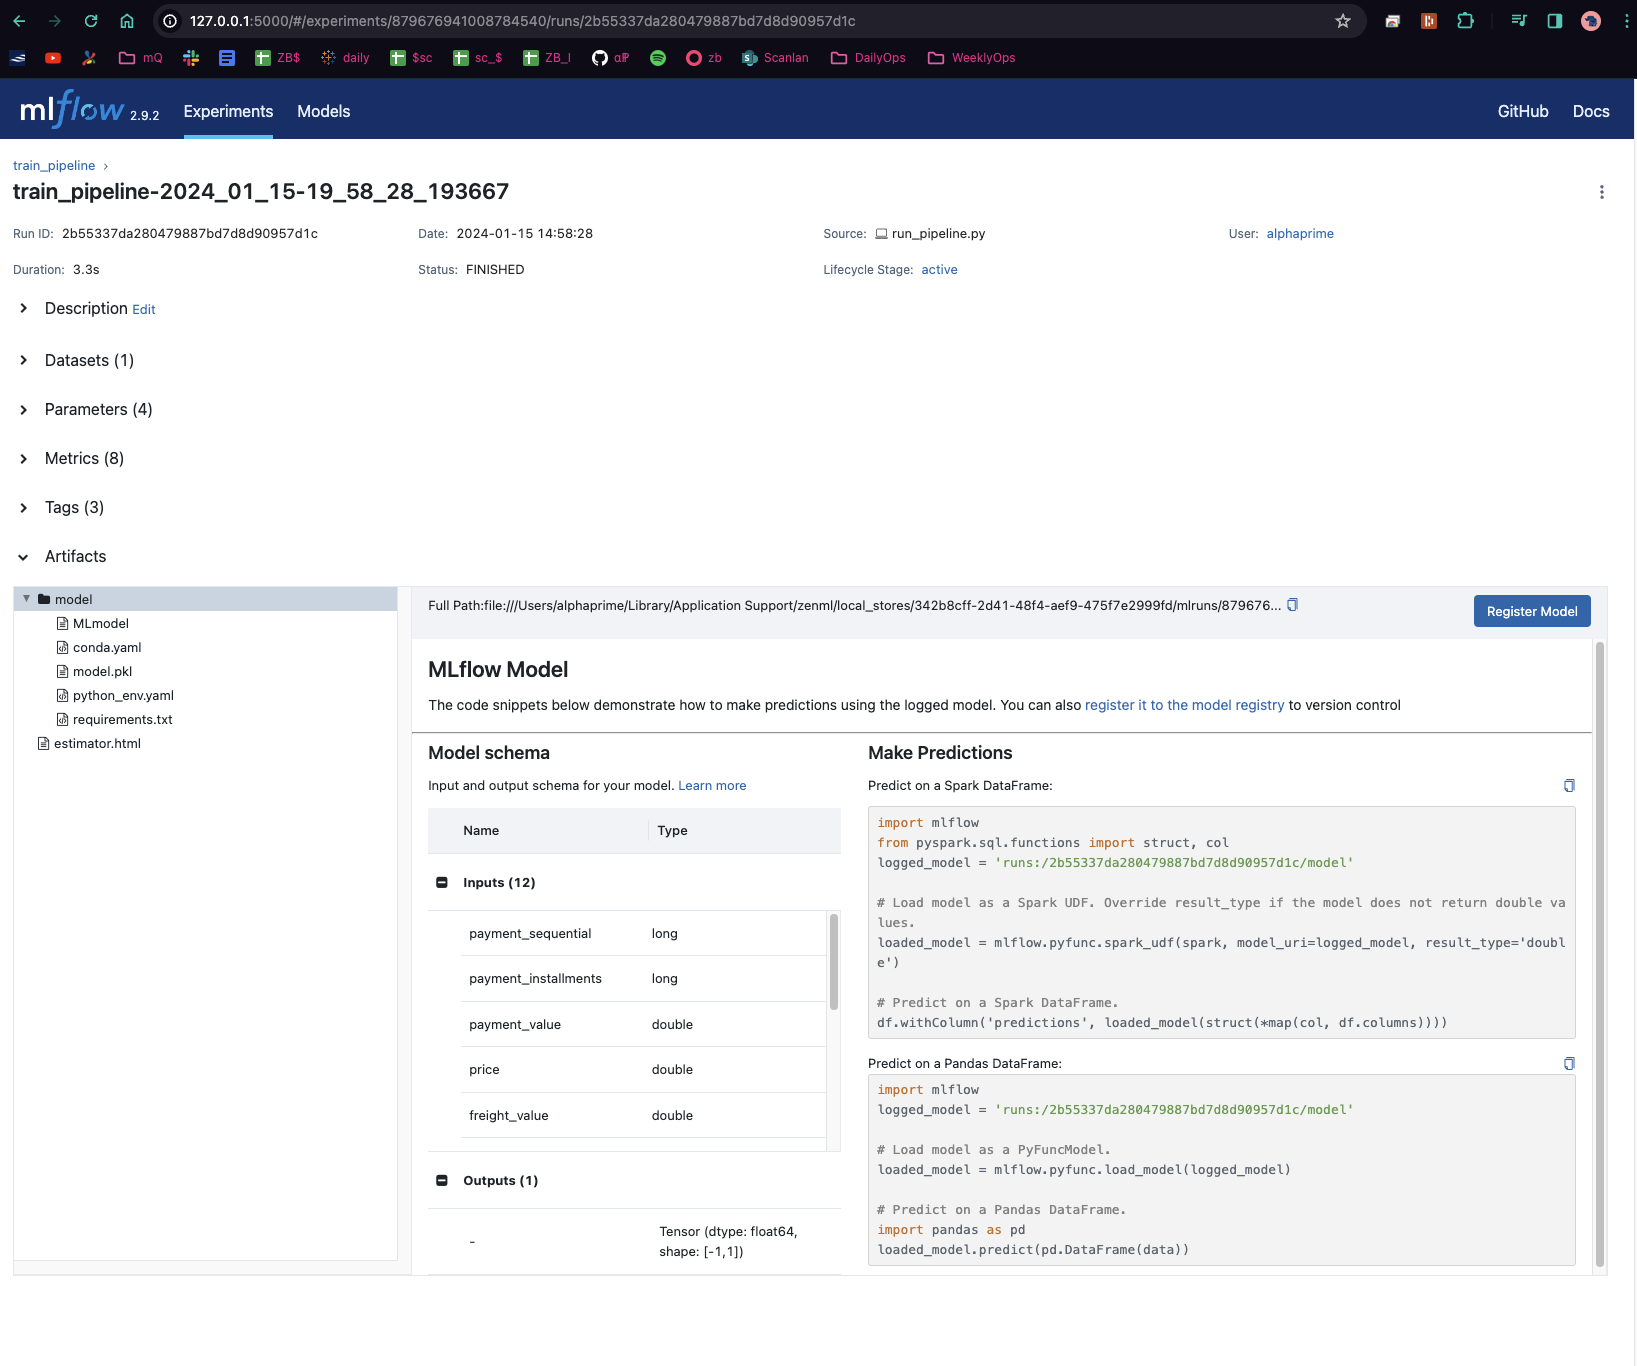 127.0.0.1:5000/#/experiments/879676941008784540/runs/2b55337da280479887bd7d8d90957d1c
mQ ZB$ daily $sc sc_$ ZB_I αP zb Scanlan DailyOps WeeklyOps
mlflow 2.9.2 Experiments Models GitHub Docs
train_pipeline ›
train_pipeline-2024_01_15-19_58_28_193667
Run ID: 2b55337da280479887bd7d8d90957d1c Date: 2024-01-15 14:58:28 Source: run_pipeline.py User: alphaprime
Duration: 3.3s Status: FINISHED Lifecycle Stage: active
Description Edit
Datasets (1)
Parameters (4)
Metrics (8)
Tags (3)
Artifacts
model
MLmodel
conda.yaml
model.pkl
python_env.yaml
requirements.txt
estimator.html
Full Path:file:///Users/alphaprime/Library/Application Support/zenml/local_stores/342b8cff-2d41-48f4-aef9-475f7e2999fd/mlruns/879676...
Register Model
MLflow Model
The code snippets below demonstrate how to make predictions using the logged model. You can also register it to the model registry to version control
Model schema
Input and output schema for your model. Learn more
Name Type
Inputs (12)
payment_sequential long
payment_installments long
payment_value double
price double
freight_value double
Outputs (1)
- Tensor (dtype: float64,
shape: [-1,1])
Make Predictions
Predict on a Spark DataFrame:
import mlflow
from pyspark.sql.functions import struct, col
logged_model = 'runs:/2b55337da280479887bd7d8d90957d1c/model'
# Load model as a Spark UDF. Override result_type if the model does not return double va
lues.
loaded_model = mlflow.pyfunc.spark_udf(spark, model_uri=logged_model, result_type='doubl
e')
# Predict on a Spark DataFrame.
df.withColumn('predictions', loaded_model(struct(*map(col, df.columns))))
Predict on a Pandas DataFrame:
import mlflow
logged_model = 'runs:/2b55337da280479887bd7d8d90957d1c/model'
# Load model as a PyFuncModel.
loaded_model = mlflow.pyfunc.load_model(logged_model)
# Predict on a Pandas DataFrame.
import pandas as pd
loaded_model.predict(pd.DataFrame(data))